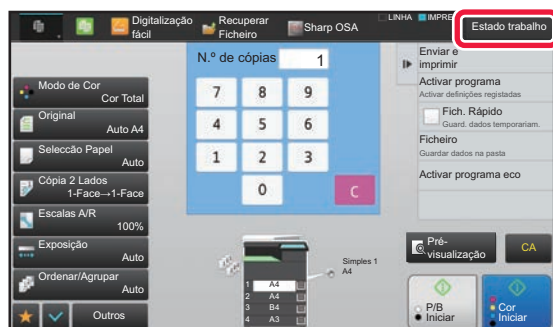 Digitalização
fácil
Recuperar
Ficheiro
Sharp OSA
LINHA
IMPRE
Estado trabalho
N.º de cópias
1
Modo de Cor
Cor Total
Original
Auto A4
Seleccão Papel
Auto
Cópia 2 Lados
1-Face→1-Face
Escalas A/R
100%
Exposição
Auto
Ordenar/Agrupar
Auto
Outros
7 8 9
4 5 6
1 2 3
0 C
Simples 1
A4
1 A4
2 A4
3 B4
4 A3
Enviar e
imprimir
Activar programa
Activar definições registadas
Fich. Rápido
Guard. dados temporariam.
Ficheiro
Guardar dados na pasta
Activar programa eco
Pré-
visualização
CA
P/B
Iniciar
Cor
Iniciar